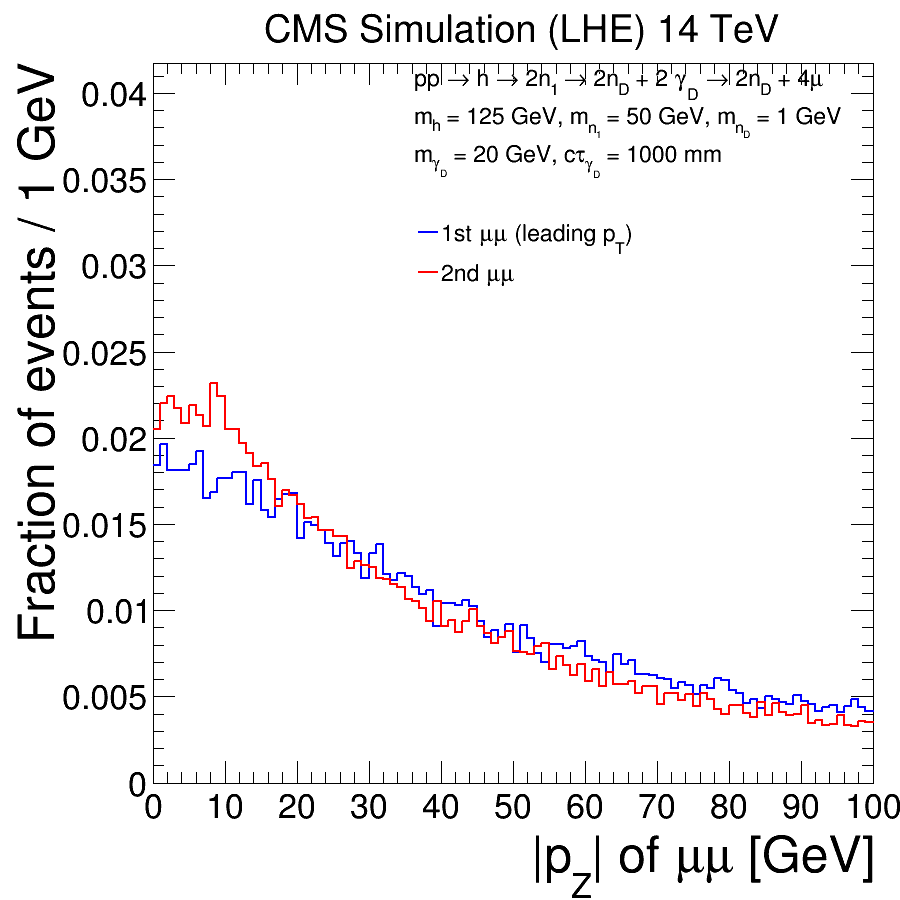 CMS Simulation (LHE) 14 TeV
pp → h → 2n1 → 2nD + 2 γD → 2nD + 4μ
mh = 125 GeV, mn1 = 50 GeV, mnD = 1 GeV
mγD = 20 GeV, cτγD = 1000 mm
1st μμ (leading pT)
2nd μμ
Fraction of events / 1 GeV
0.04
0.035
0.03
0.025
0.02
0.015
0.01
0.005
0
0 10 20 30 40 50 60 70 80 90 100
|pZ| of μμ [GeV]